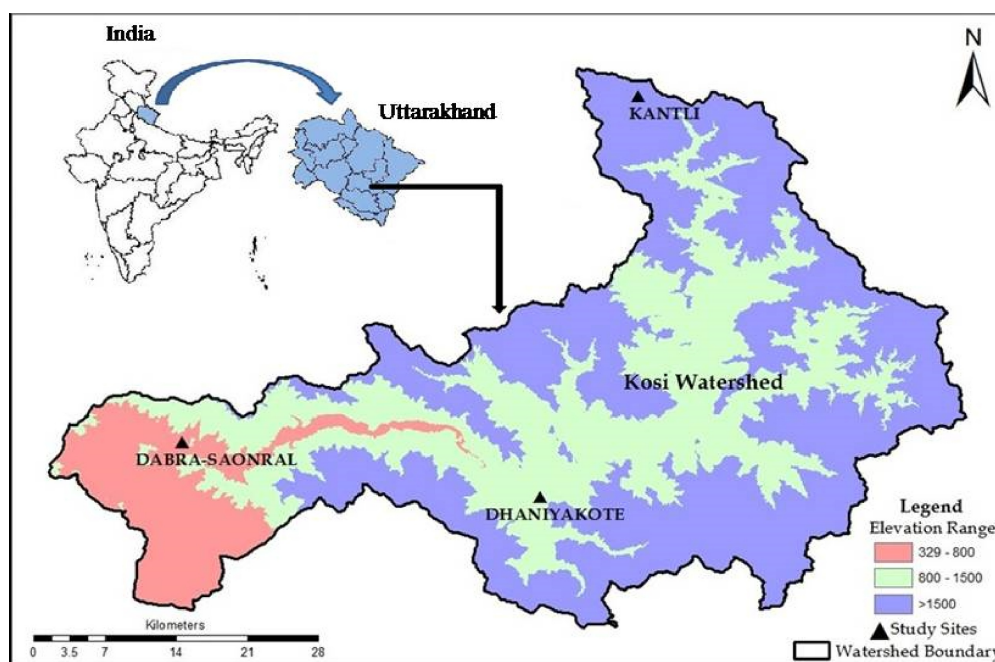 India
Uttarakhand
N
KANTLI
Kosi Watershed
DABRA-SAONRAL
DHANIYAKOTE
Legend
Elevation Range
329 - 800
800 - 1500
>1500
Study Sites
Watershed Boundary
Kilometers
0 3.5 7 14 21 28